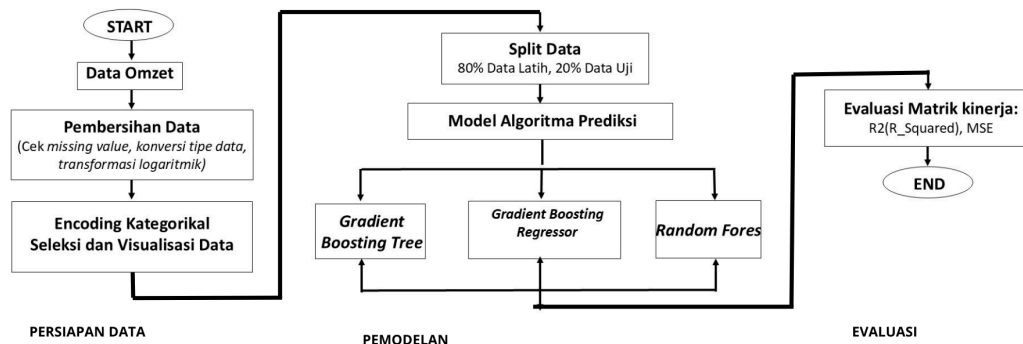 START
Data Omzet
Pembersihan Data
(Cek missing value, konversi tipe data,
transformasi logaritmik)
Encoding Kategorikal
Seleksi dan Visualisasi Data
PERSIAPAN DATA
Split Data
80% Data Latih, 20% Data Uji
Model Algoritma Prediksi
Gradient
Boosting Tree
Gradient Boosting
Regressor
Random Fores
PEMODELAN
Evaluasi Matrik kinerja:
R2(R_Squared), MSE
END
EVALUASI